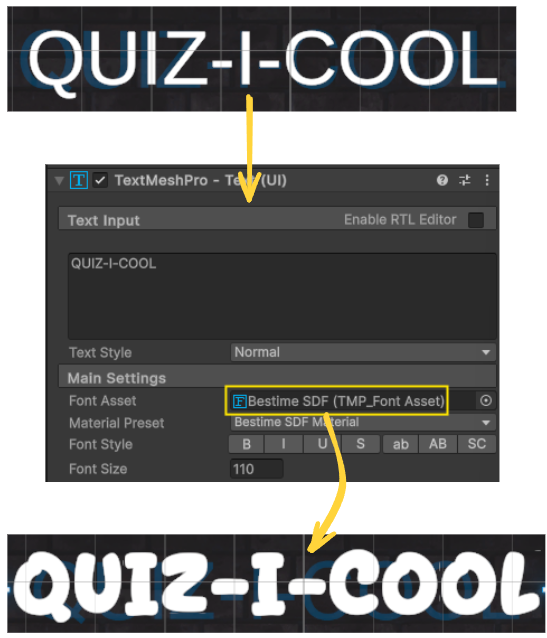 QUIZ-I-COOL
TextMeshPro - Te (UI)
Text Input Enable RTL Editor
QUIZ-I-COOL
Text Style Normal
Main Settings
Font Asset Bestime SDF (TMP_Font Asset)
Material Preset Bestime SDF Material
Font Style B I U S ab AB SC
Font Size 110
QUIZ-I-COOL